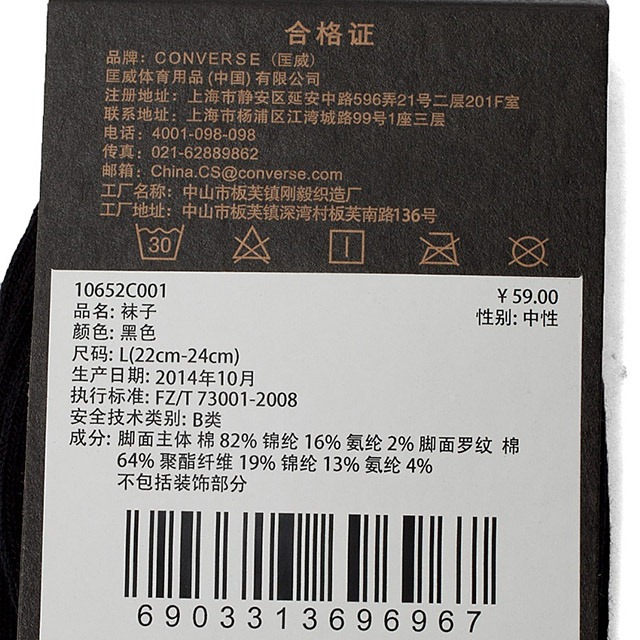 合格证
品牌：CONVERSE（匡威）
匡威体育用品(中国)有限公司
注册地址：上海市静安区延安中路596弄21号二层201F室
联系地址：上海市杨浦区江湾城路99号1座三层
电话：4001-098-098
传真：021-62889862
邮箱：China.CS@converse.com
工厂名称：中山市板芙镇刚毅织造厂
工厂地址：中山市板芙镇深湾村板芙南路136号
30
10652C001
￥59.00
品名: 袜子
性别: 中性
颜色: 黑色
尺码: L(22cm-24cm)
生产日期: 2014年10月
执行标准: FZ/T 73001-2008
安全技术类别: B类
成分: 脚面主体 棉 82% 锦纶 16% 氨纶 2% 脚面罗纹 棉
64% 聚酯纤维 19% 锦纶 13% 氨纶 4%
不包括装饰部分
6903313696967